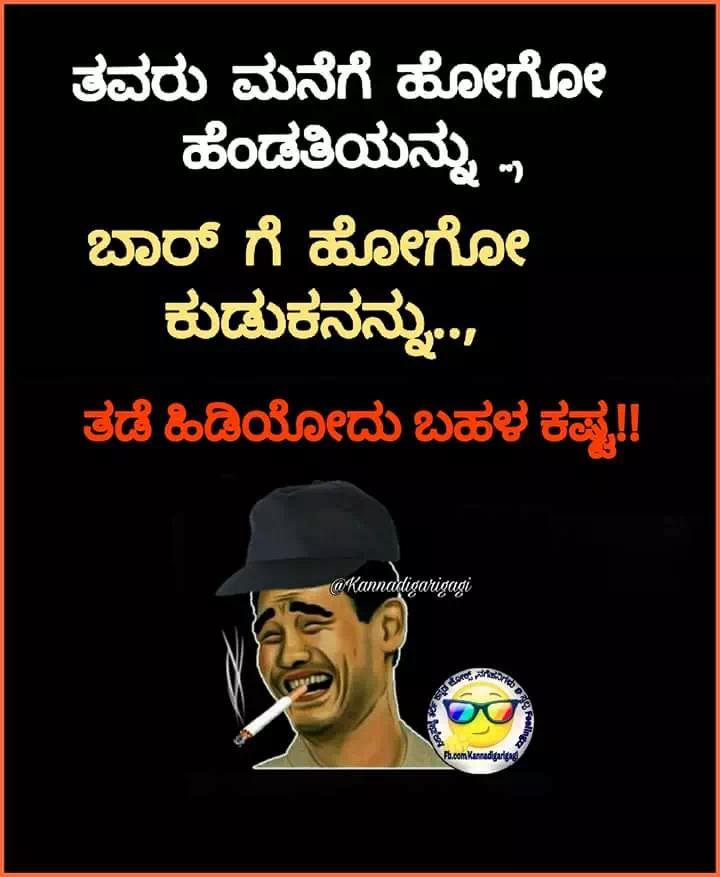 ತವರು ಮನೆಗೆ ಹೋಗೋ
ಹೆಂಡತಿಯನ್ನು ..,
ಬಾರ್ ಗೆ ಹೋಗೋ
ಕುಡುಕನನ್ನು..,
ತಡೆ ಹಿಡಿಯೋದು ಬಹಳ ಕಷ್ಟ!!
@Kannadigarigagi
Fb.com/Kannadigarigagi